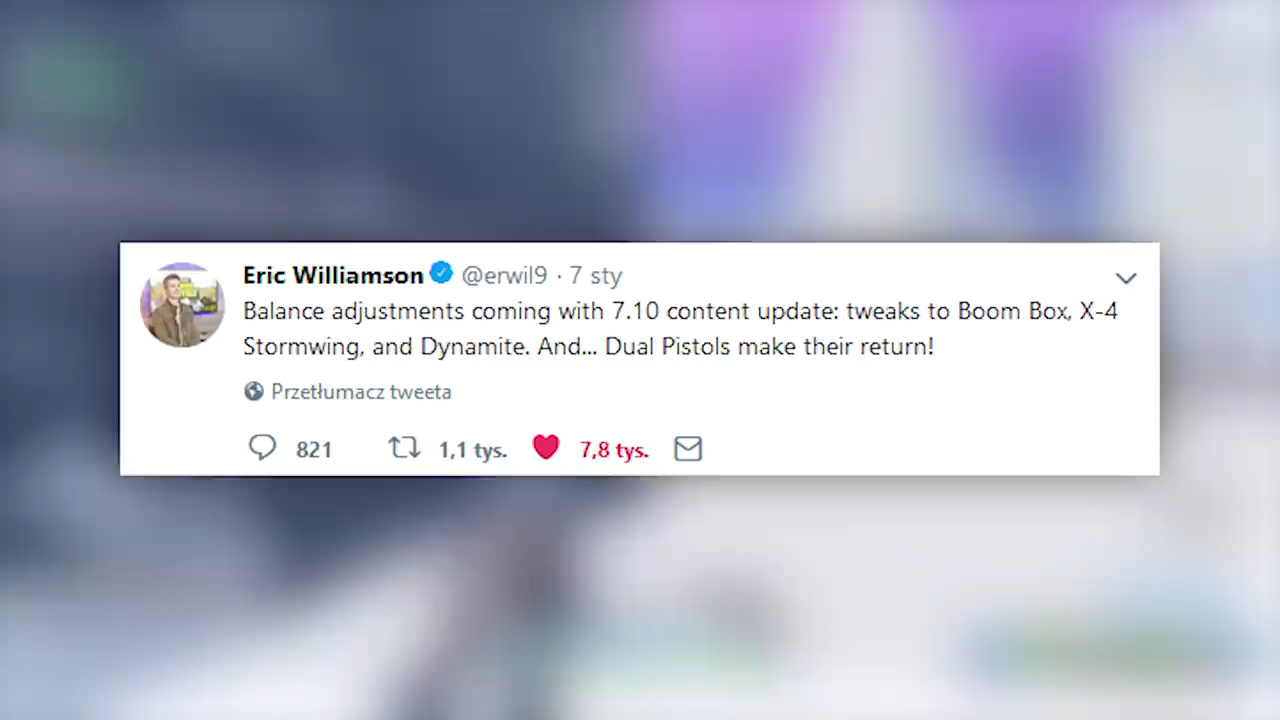 Eric Williamson @erwil9 · 7 sty
Balance adjustments coming with 7.10 content update: tweaks to Boom Box, X-4
Stormwing, and Dynamite. And... Dual Pistols make their return!
Przetłumacz tweeta
821 1,1 tys. 7,8 tys.